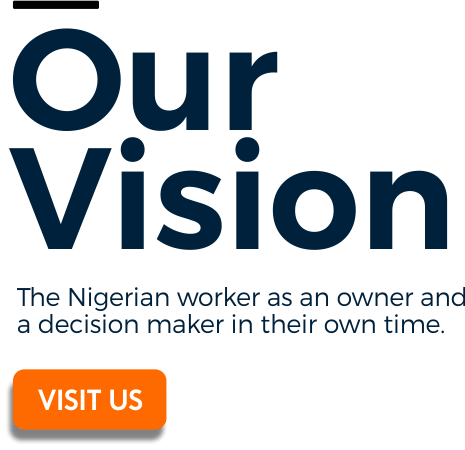 Our
Vision
The Nigerian worker as an owner and
a decision maker in their own time.
VISIT US